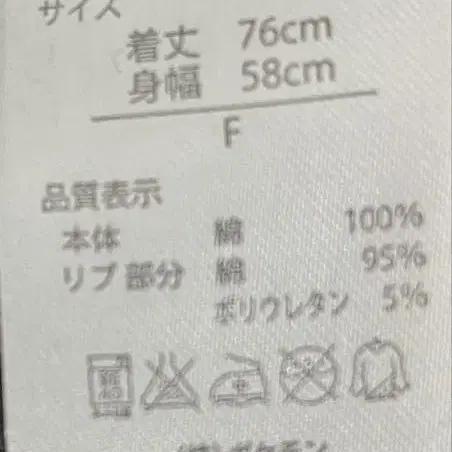 サイズ
着丈 76cm
身幅 58cm
F
品質表示
本体 綿 100%
リブ部分 綿 95%
ポリウレタン 5%